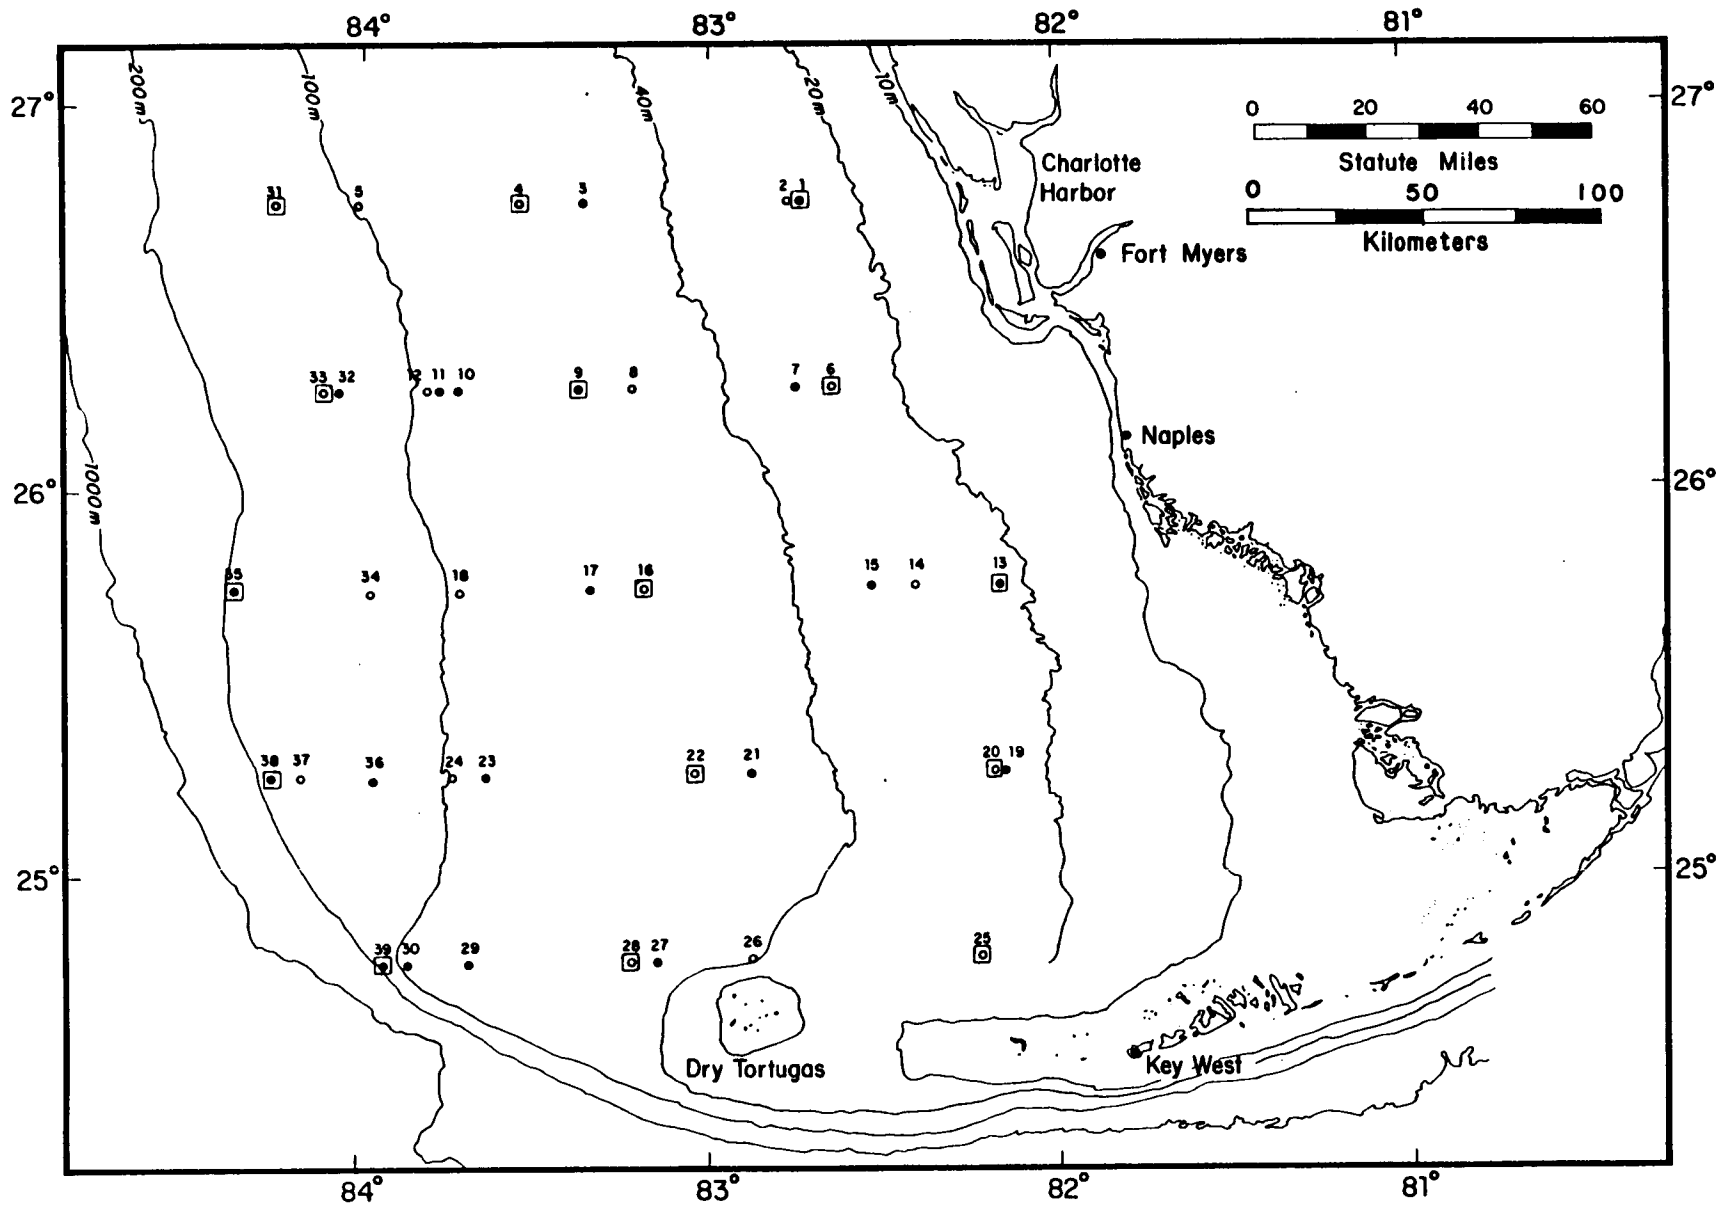 84° 83° 82° 81°
200m 100m 40m 20m 10m
27° 27°
0 20 40 60
Statute Miles
0 50 100
Kilometers
Charlotte
Harbor
31 5 4 3 2 1
Fort Myers
33 32 12 11 10 9 8 7 6
Naples
1000m
26° 26°
35 34 18 17 16 15 14 13
38 37 36 24 23 22 21 20 19
25° 25°
39 30 29 28 27 26 25
Dry Tortugas
Key West
84° 83° 82° 81°